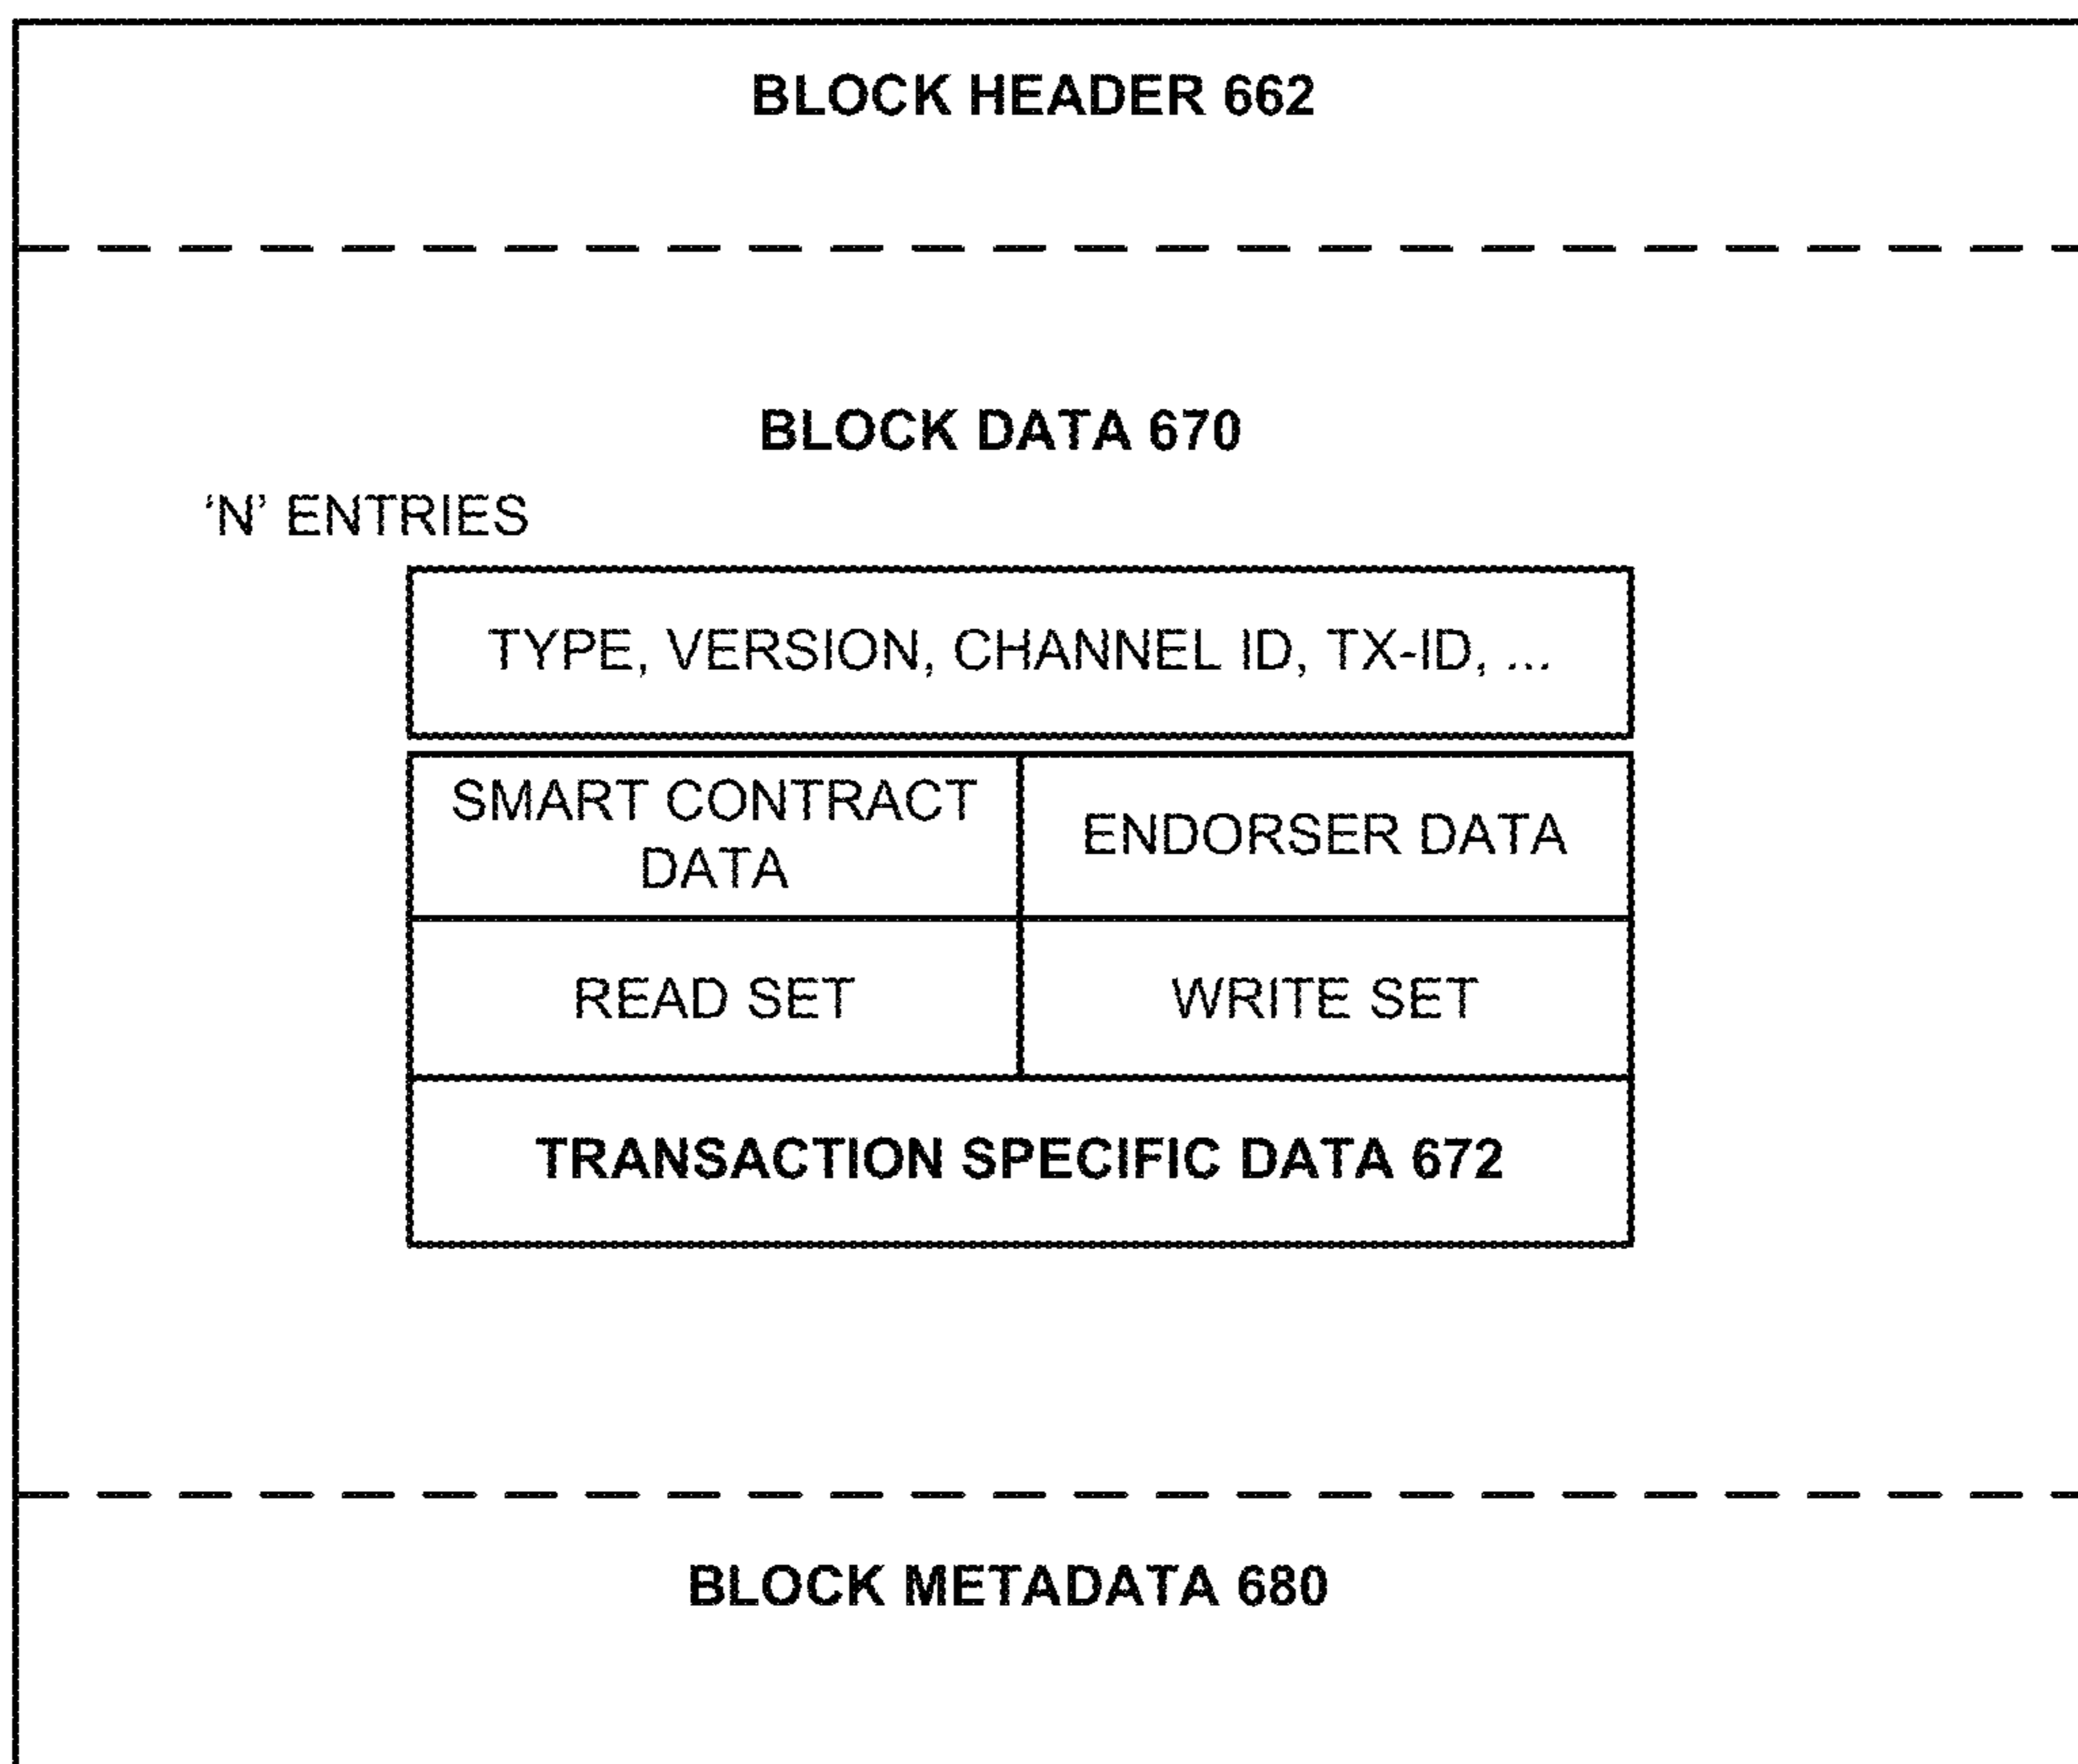 BLOCK HEADER 662
BLOCK DATA 670
‘N’ ENTRIES
TYPE, VERSION, CHANNEL ID, TX-ID, ...
SMART CONTRACT
DATA
ENDORSER DATA
READ SET
WRITE SET
TRANSACTION SPECIFIC DATA 672
BLOCK METADATA 680